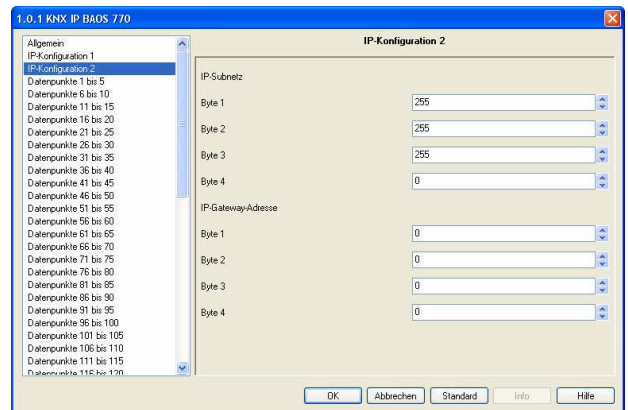 1.0.1 KNX IP BAOS 770
Allgemein
IP-Konfiguration 1
IP-Konfiguration 2
Datenpunkte 1 bis 5
Datenpunkte 6 bis 10
Datenpunkte 11 bis 15
Datenpunkte 16 bis 20
Datenpunkte 21 bis 25
Datenpunkte 26 bis 30
Datenpunkte 31 bis 35
Datenpunkte 36 bis 40
Datenpunkte 41 bis 45
Datenpunkte 46 bis 50
Datenpunkte 51 bis 55
Datenpunkte 56 bis 60
Datenpunkte 61 bis 65
Datenpunkte 66 bis 70
Datenpunkte 71 bis 75
Datenpunkte 76 bis 80
Datenpunkte 81 bis 85
Datenpunkte 86 bis 90
Datenpunkte 91 bis 95
Datenpunkte 96 bis 100
Datenpunkte 101 bis 105
Datenpunkte 106 bis 110
Datenpunkte 111 bis 115
Datenpunkte 116 bis 120
IP-Konfiguration 2
IP-Subnetz
Byte 1 255
Byte 2 255
Byte 3 255
Byte 4 0
IP-Gateway-Adresse
Byte 1 0
Byte 2 0
Byte 3 0
Byte 4 0
OK Abbrechen Standard Info Hilfe